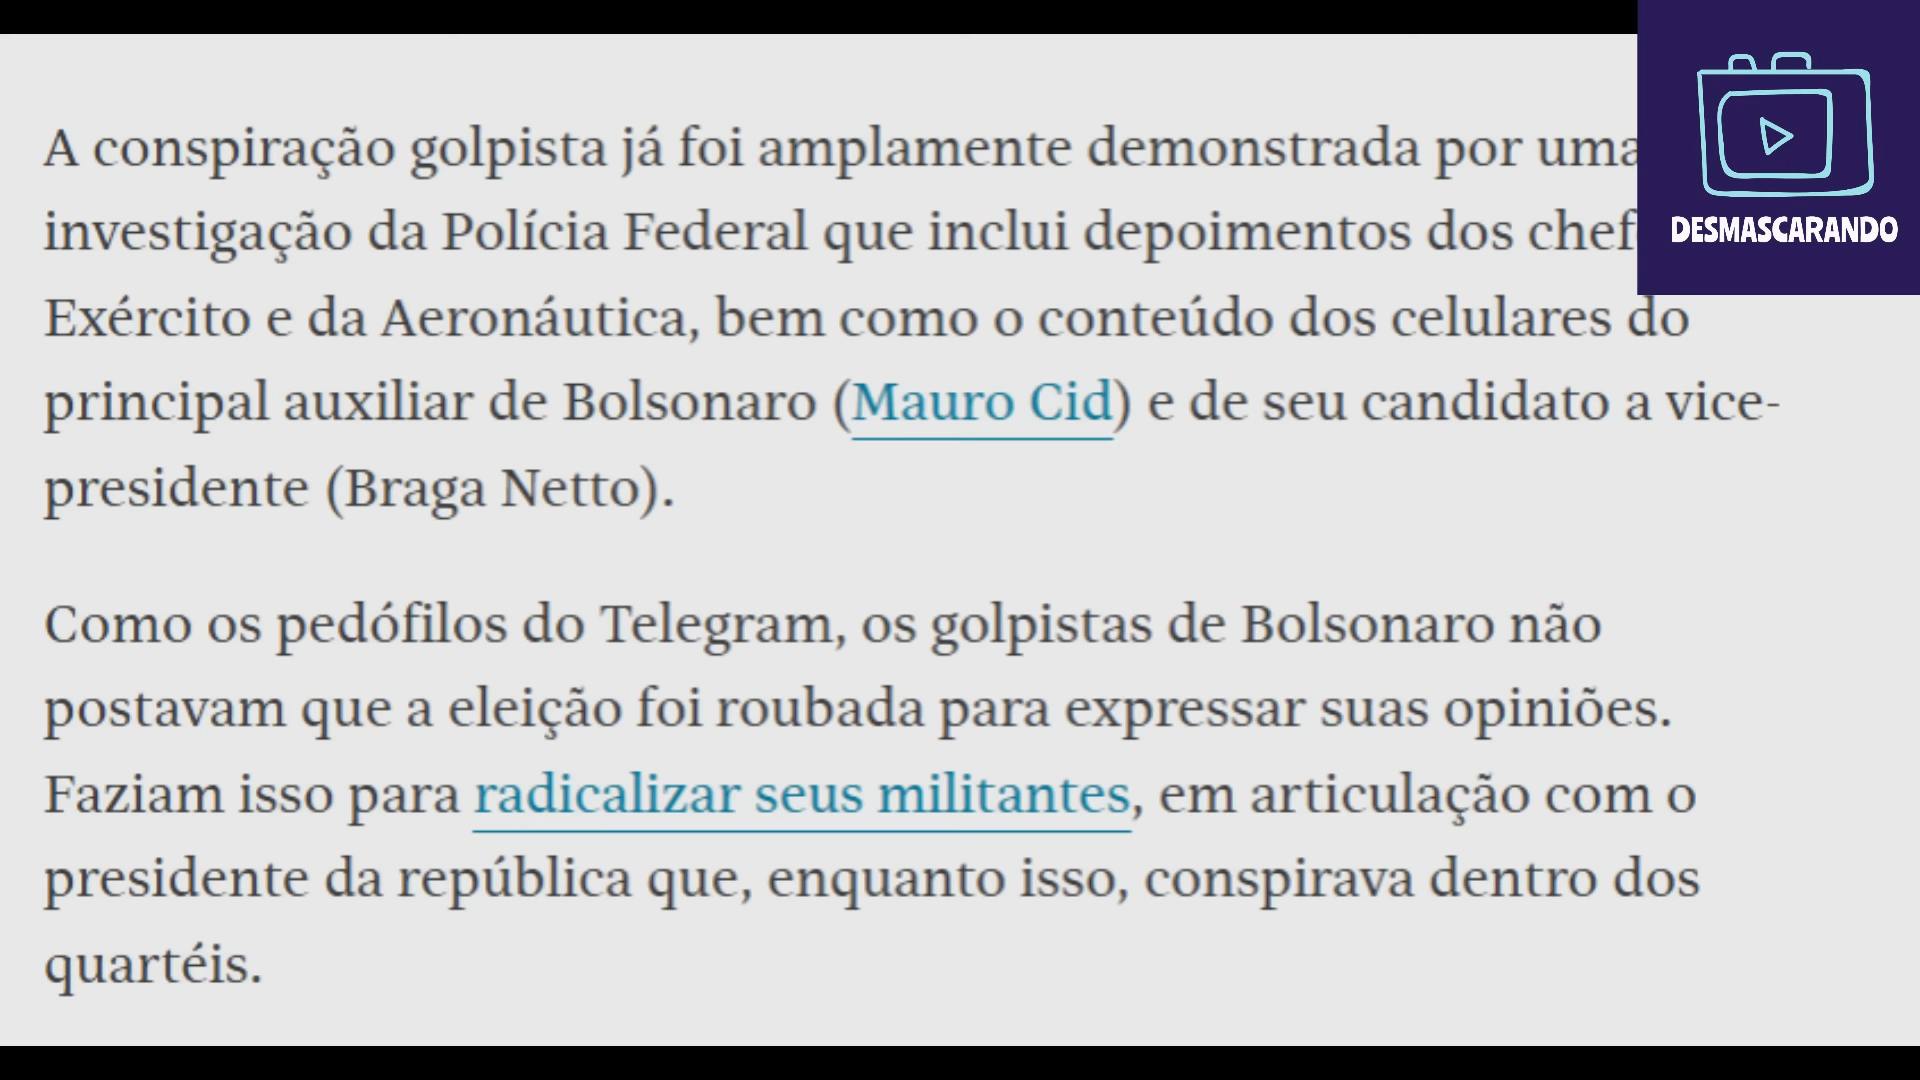 A conspiração golpista já foi amplamente demonstrada por uma
investigação da Polícia Federal que inclui depoimentos dos
Exército e da Aeronáutica, bem como o conteúdo dos celulares do
principal auxiliar de Bolsonaro (Mauro Cid) e de seu candidato a vice-
presidente (Braga Netto).
Como os pedófilos do Telegram, os golpistas de Bolsonaro não
postavam que a eleição foi roubada para expressar suas opiniões.
Faziam isso para radicalizar seus militantes, em articulação com o
presidente da república que, enquanto isso, conspirava dentro dos
quartéis.
DESMASCARANDO